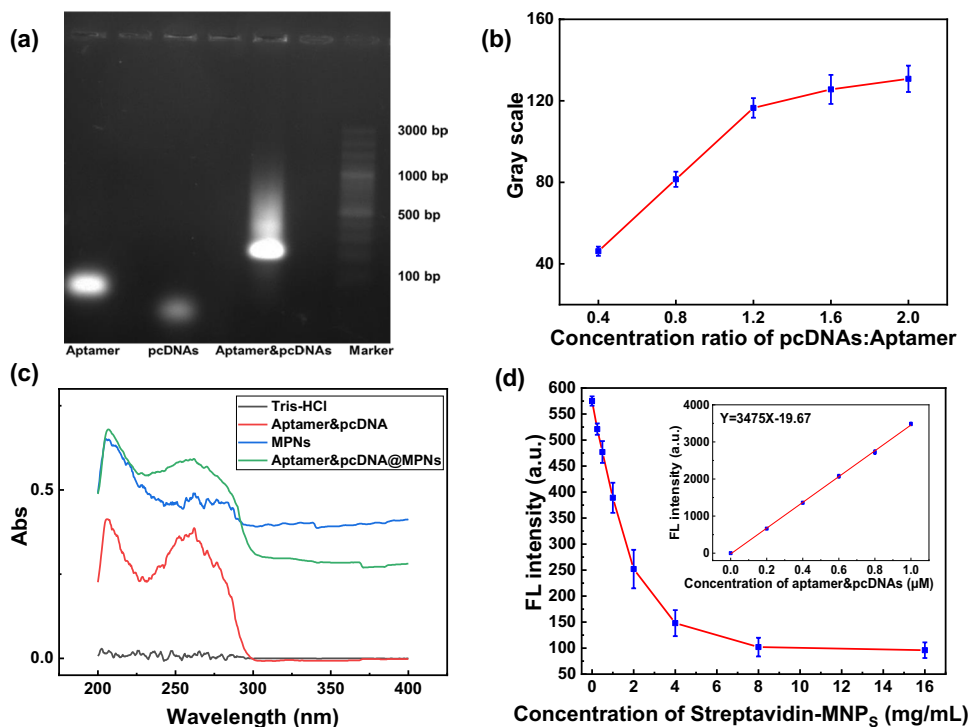 (a)
3000 bp
1000 bp
500 bp
100 bp
Aptamer pcDNAs Aptamer&pcDNAs Marker
(b)
160
120
80
40
Gray scale
0.4 0.8 1.2 1.6 2.0
Concentration ratio of pcDNAs:Aptamer
(c)
Tris-HCl
Aptamer&pcDNA
MPNs
Aptamer&pcDNA@MPNs
0.5
0.0
Abs
200 250 300 350 400
Wavelength (nm)
(d)
600
550
500
450
400
350
300
250
200
150
100
50
FL intensity (a.u.)
0 2 4 6 8 10 12 14 16
Concentration of Streptavidin-MNPS (mg/mL)
Y=3475X-19.67
4000
3000
2000
1000
0
FL intensity (a.u.)
0.0 0.2 0.4 0.6 0.8 1.0
Concentration of aptamer&pcDNAs (μM)